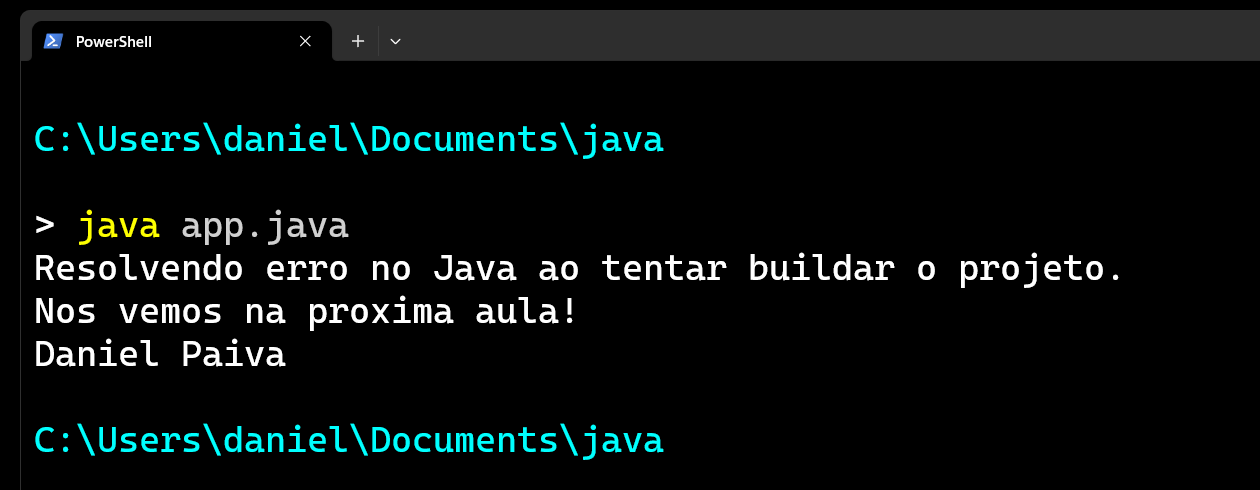 PowerShell
C:\Users\daniel\Documents\java
> java app.java
Resolvendo erro no Java ao tentar buildar o projeto.
Nos vemos na proxima aula!
Daniel Paiva
C:\Users\daniel\Documents\java